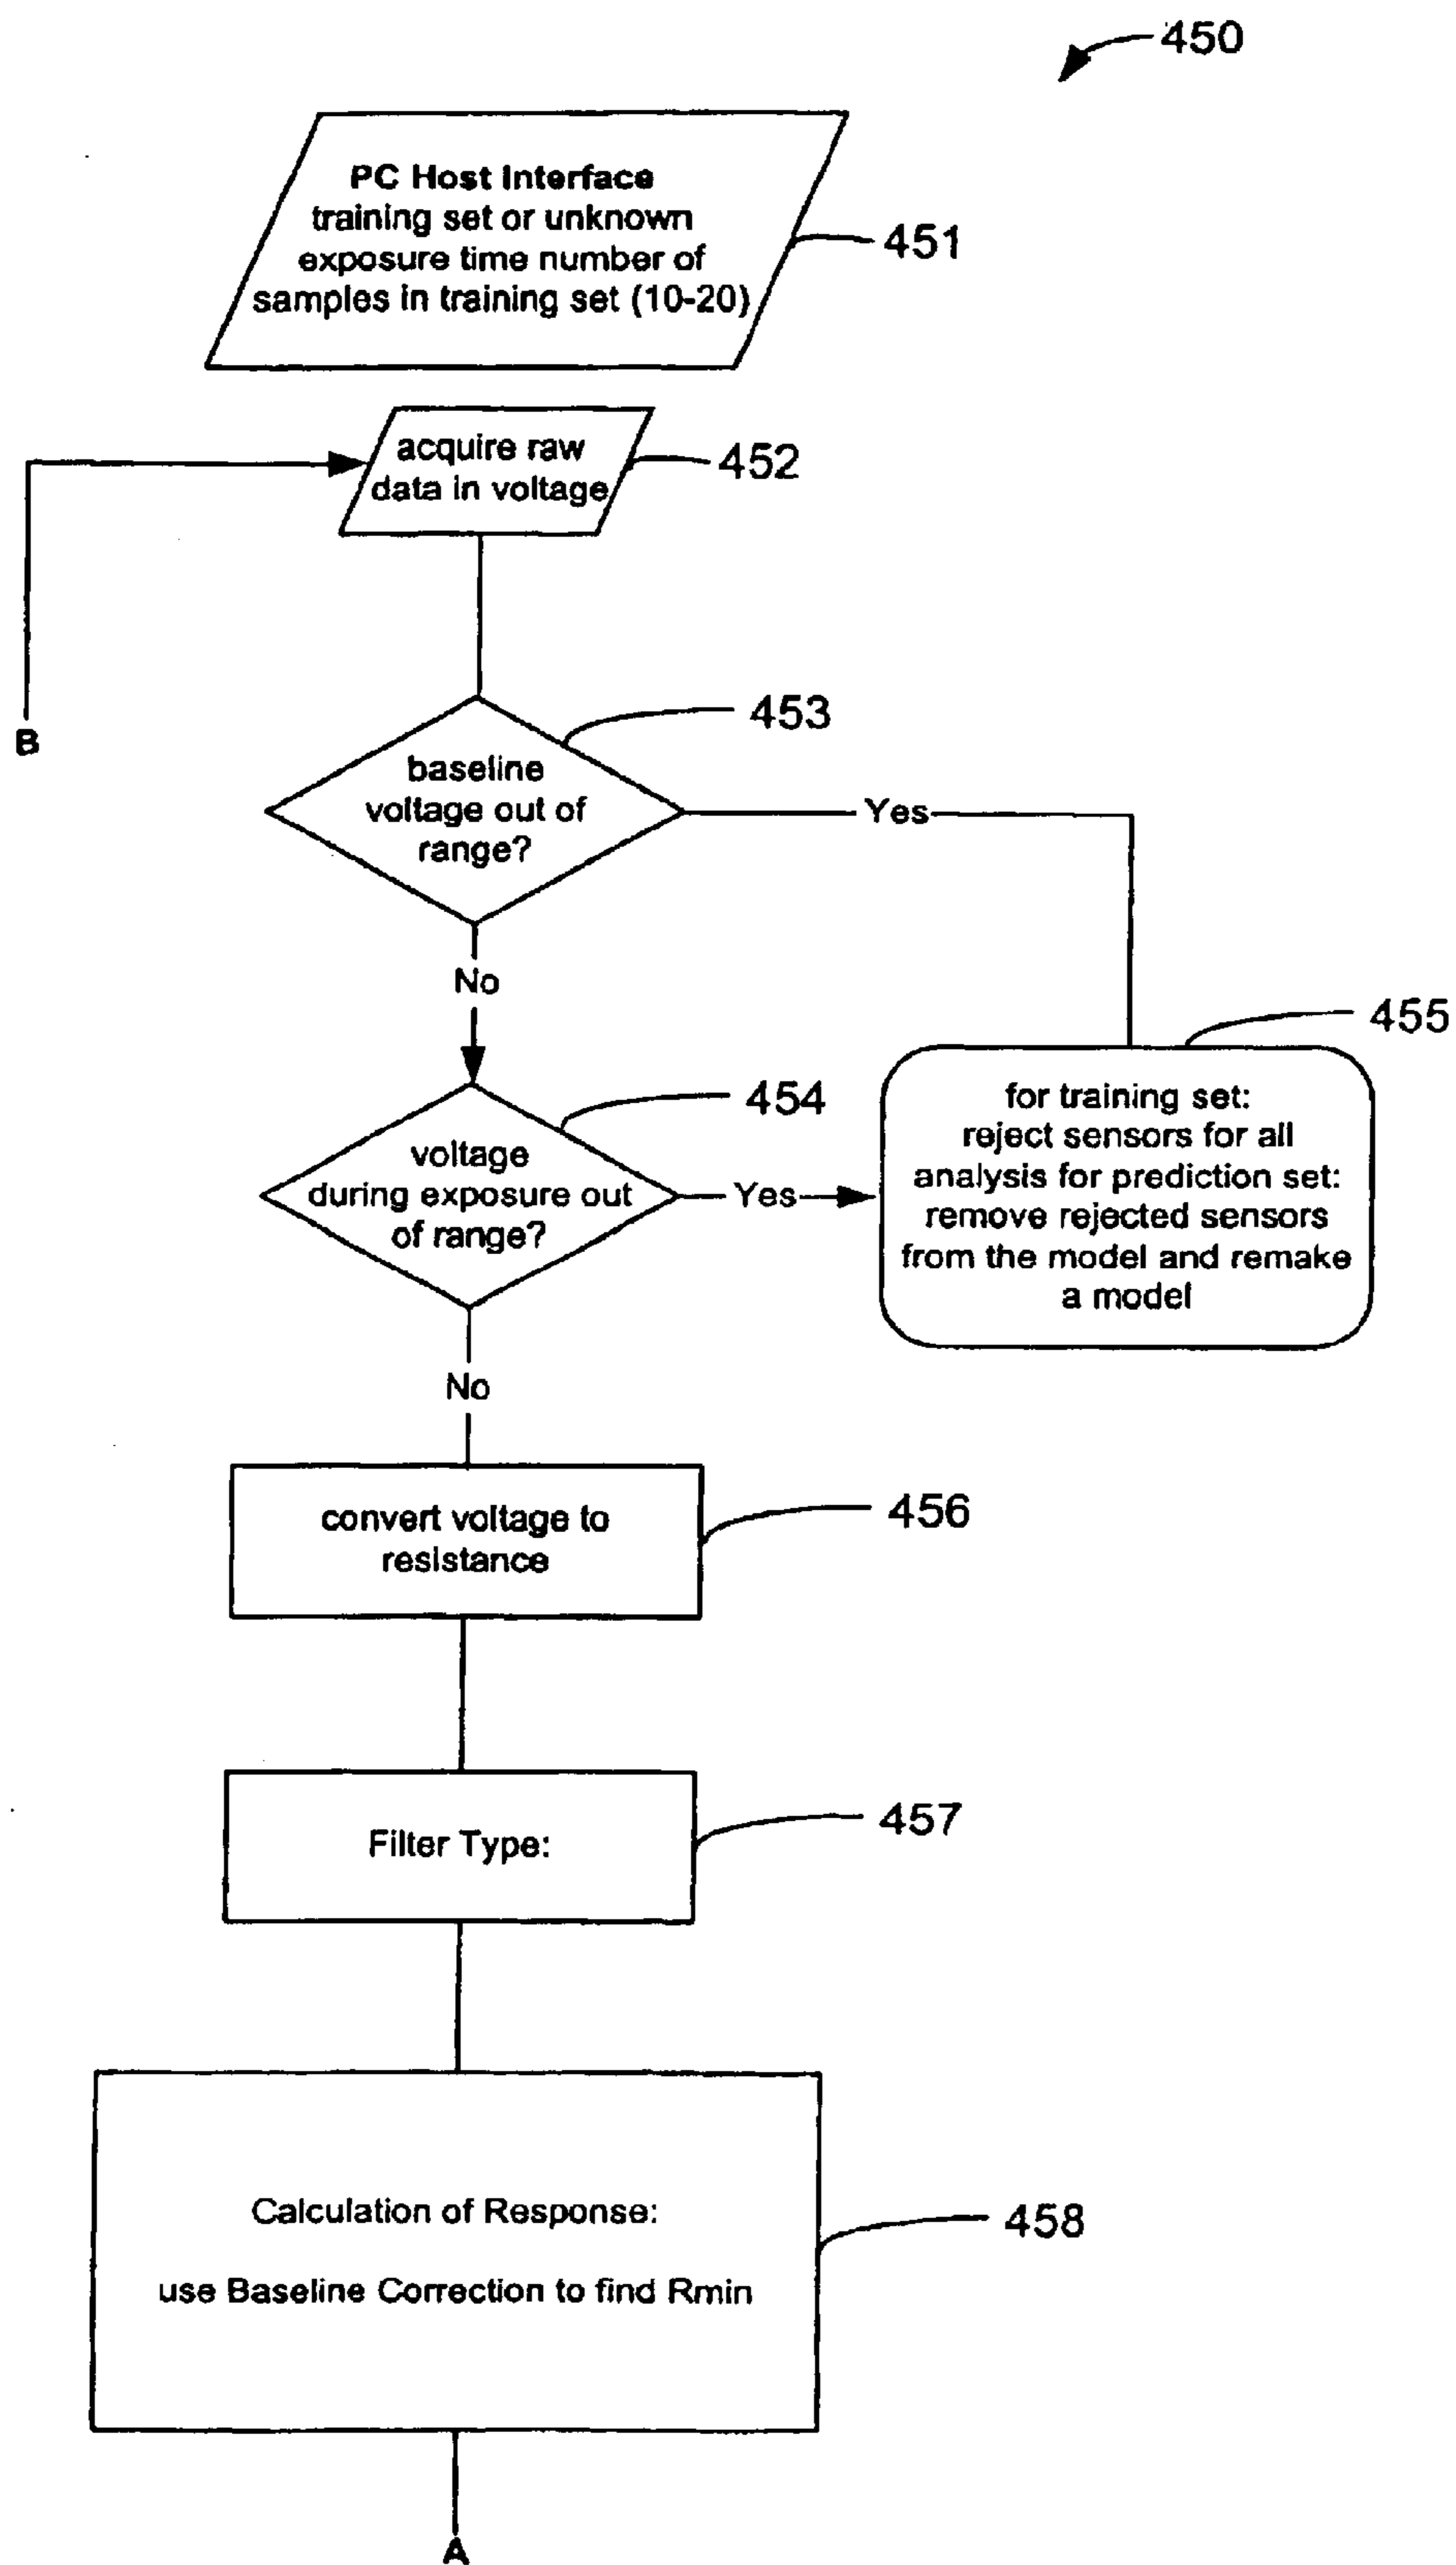 450
PC Host Interface
training set or unknown
exposure time number of
samples in training set (10-20)
451
acquire raw
data in voltage
452
B
453
baseline
voltage out of
range?
Yes
No
455
454
voltage
during exposure out
of range?
Yes
for training set:
reject sensors for all
analysis for prediction set:
remove rejected sensors
from the model and remake
a model
No
convert voltage to
resistance
456
Filter Type:
457
Calculation of Response:
use Baseline Correction to find Rmin
458
A